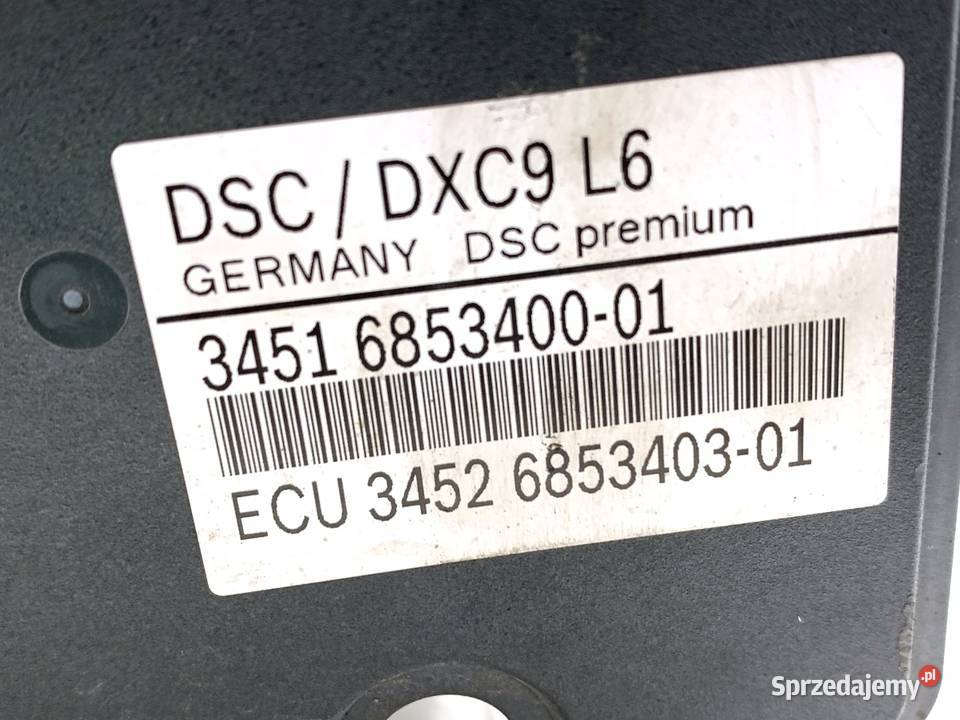 DSC / DXC9 L6
GERMANY DSC premium
3451 6853400-01
ECU 3452 6853403-01
Sprzedajemy.pl